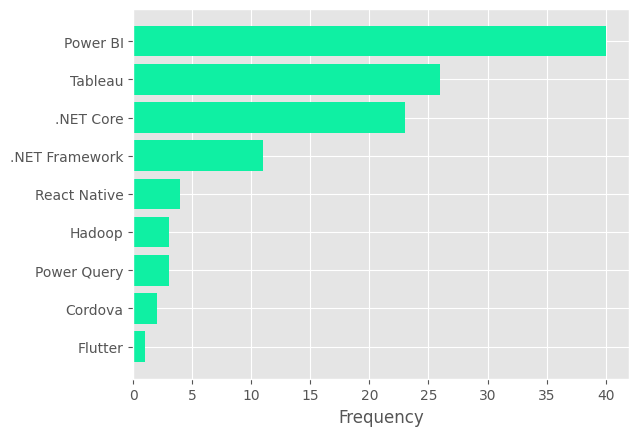 Power BI
Tableau
.NET Core
.NET Framework
React Native
Hadoop
Power Query
Cordova
Flutter
0 5 10 15 20 25 30 35 40
Frequency